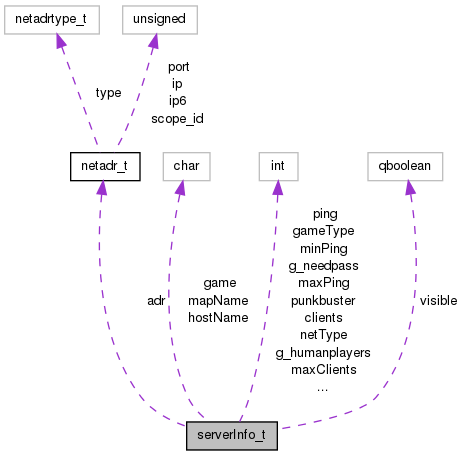 netadrtype_t
unsigned
type
port
ip
ip6
scope_id
netadr_t
char
int
qboolean
adr
game
mapName
hostName
ping
gameType
minPing
g_needpass
maxPing
punkbuster
clients
netType
g_humanplayers
maxClients
...
visible
serverInfo_t